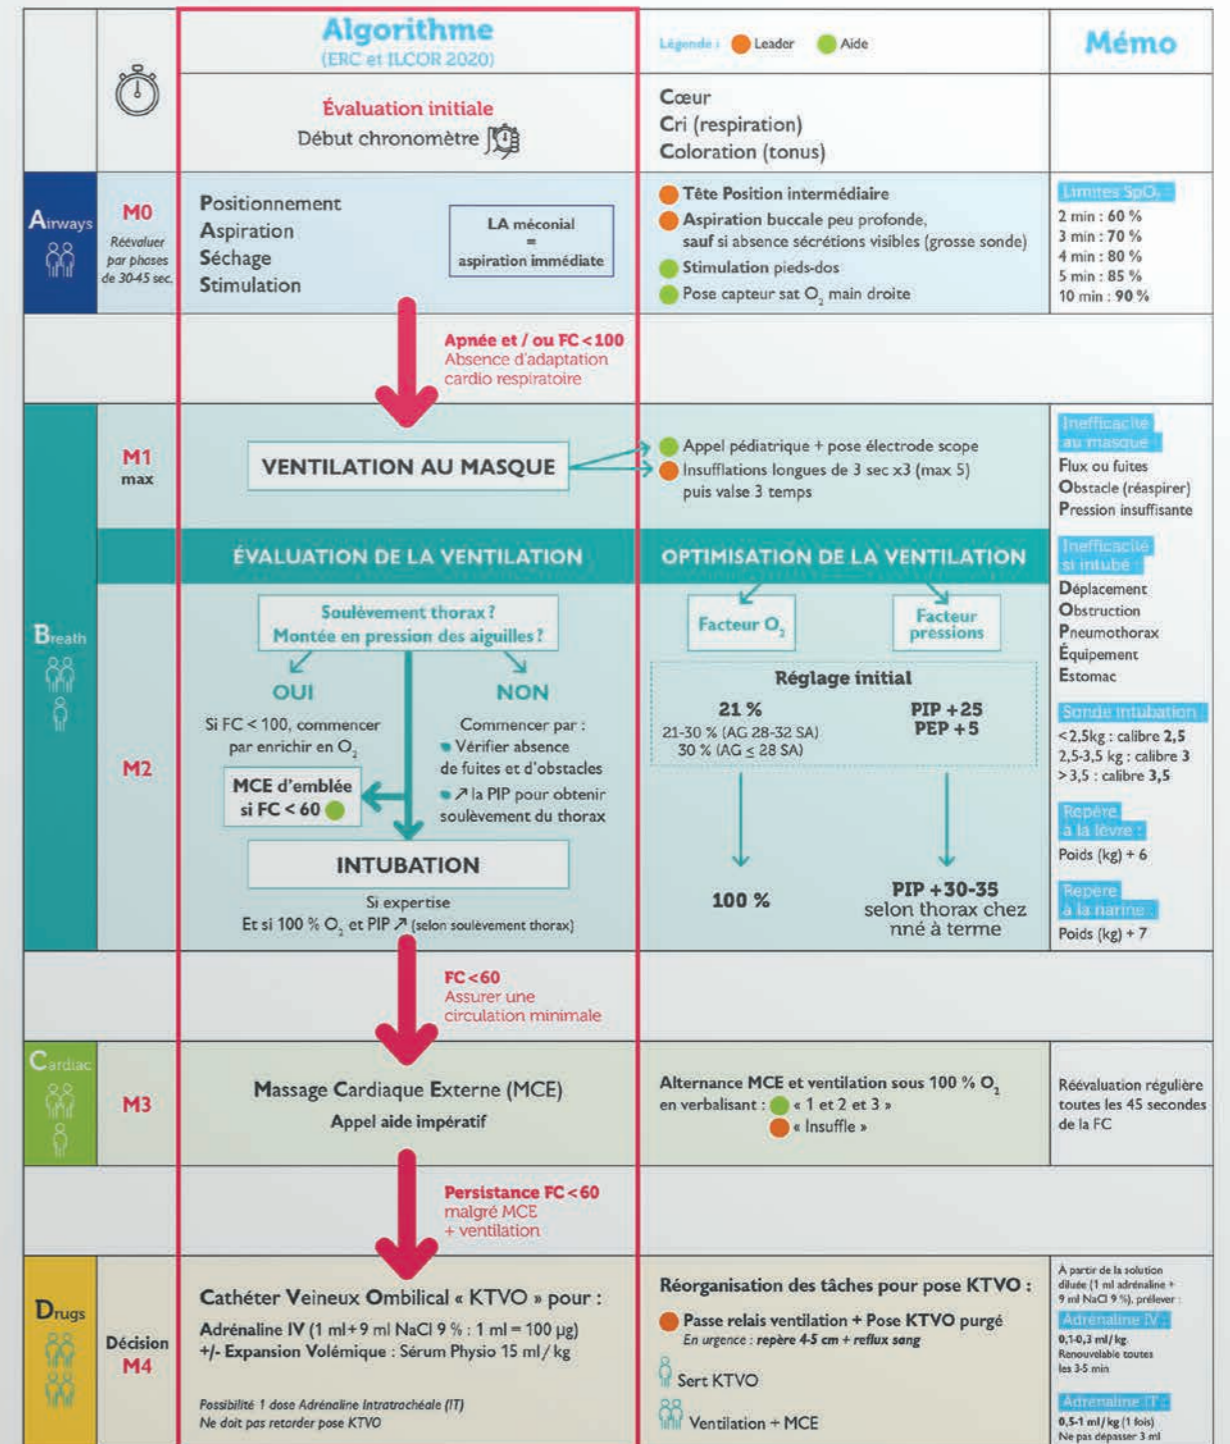 Algorithme
(ERC et ILCOR 2020)
Légende : Leader Aide
Mémo
Évaluation initiale
Début chronomètre
Cœur
Cri (respiration)
Coloration (tonus)
Airways
M0
Réévaluer
par phases
de 30-45 sec.
Positionnement
Aspiration
Séchage
Stimulation
LA méconial
=
aspiration immédiate
Tête Position intermédiaire
Aspiration buccale peu profonde,
sauf si absence sécrétions visibles (grosse sonde)
Stimulation pieds-dos
Pose capteur sat O₂ main droite
Limites SpO₂ :
2 min : 60 %
3 min : 70 %
4 min : 80 %
5 min : 85 %
10 min : 90 %
Apnée et / ou FC<100
Absence d'adaptation
cardio respiratoire
Breath
M1
max
VENTILATION AU MASQUE
Appel pédiatrique + pose électrode scope
Insufflations longues de 3 sec x3 (max 5)
puis valse 3 temps
Inefficacité
au masque :
Flux ou fuites
Obstacle (réaspirer)
Pression insuffisante
M2
ÉVALUATION DE LA VENTILATION
Soulèvement thorax ?
Montée en pression des aiguilles ?
OUI
Si FC < 100, commencer
par enrichir en O₂
MCE d'emblée
si FC < 60
NON
Commencer par :
Vérifier absence
de fuites et d'obstacles
↗ la PIP pour obtenir
soulèvement du thorax
INTUBATION
Si expertise
Et si 100 % O₂ et PIP ↗ (selon soulèvement thorax)
OPTIMISATION DE LA VENTILATION
Facteur O₂
Facteur
pressions
Réglage initial
21 %
21-30 % (AG 28-32 SA)
30 % (AG ≤ 28 SA)
PIP +25
PEP +5
100 %
PIP +30-35
selon thorax chez
nné à terme
Inefficacité
si intubé :
Déplacement
Obstruction
Pneumothorax
Équipement
Estomac
Sonde intubation :
<2,5kg : calibre 2,5
2,5-3,5 kg : calibre 3
> 3,5 : calibre 3,5
Repère
à la lèvre :
Poids (kg) + 6
Repère
à la narine :
Poids (kg) + 7
FC<60
Assurer une
circulation minimale
Cardiac
M3
Massage Cardiaque Externe (MCE)
Appel aide impératif
Alternance MCE et ventilation sous 100 % O₂
en verbalisant : « 1 et 2 et 3 »
« Insuffle »
Réévaluation régulière
toutes les 45 secondes
de la FC
Persistance FC<60
malgré MCE
+ ventilation
Drugs
Décision
M4
Cathéter Veineux Ombilical « KTVO » pour :
Adrénaline IV (1 ml+9 ml NaCl 9 % : 1 ml = 100 µg)
+/- Expansion Volémique : Sérum Physio 15 ml/ kg
Possibilité 1 dose Adrénaline Intratrachéale (IT)
Ne doit pas retarder pose KTVO
Réorganisation des tâches pour pose KTVO :
Passe relais ventilation + Pose KTVO purgé
En urgence : repère 4-5 cm + reflux sang
Sert KTVO
Ventilation + MCE
À partir de la solution
diluée (1 ml adrénaline +
9 ml NaCl 9 %), prélever :
Adrénaline IV :
0,1-0,3 ml/ kg
Renouvelable toutes
les 3-5 min
Adrénaline IT :
0,5-1 ml/ kg (1 fois)
Ne pas dépasser 3 ml